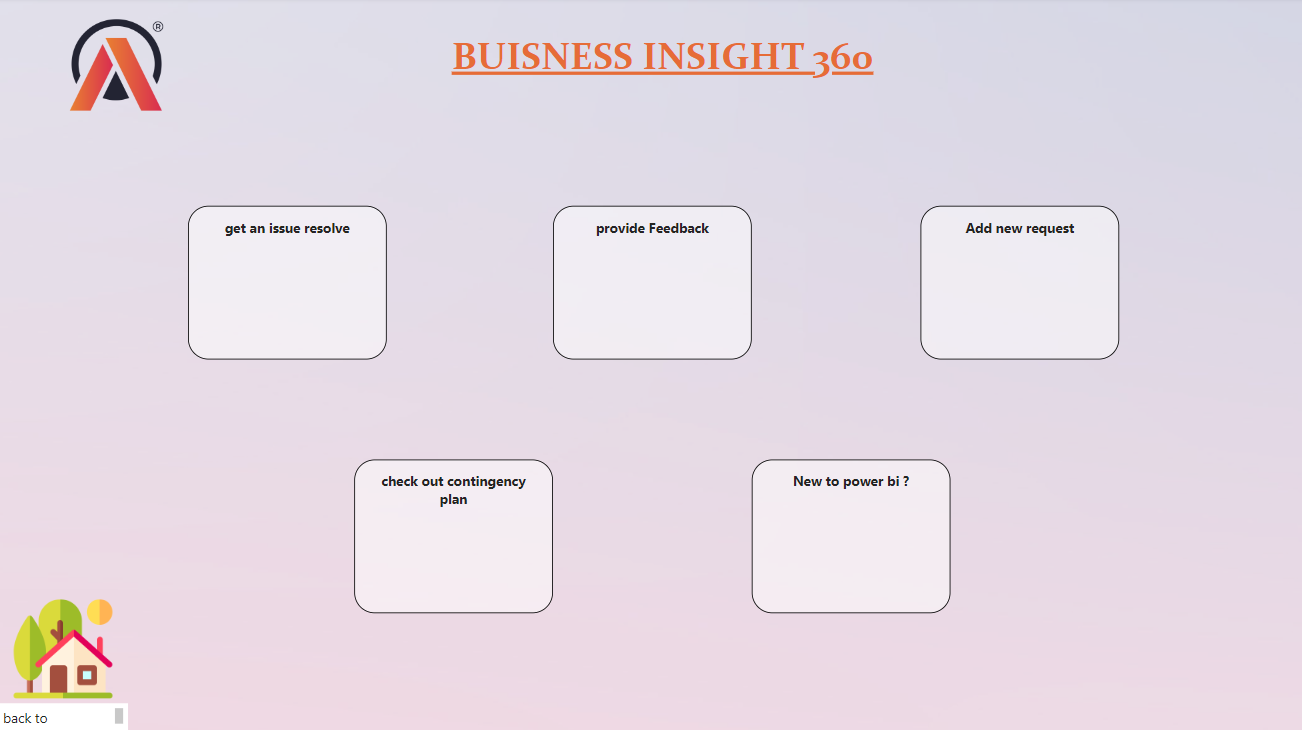 ®
BUISNESS INSIGHT 360
get an issue resolve
provide Feedback
Add new request
check out contingency
plan
New to power bi ?
back to